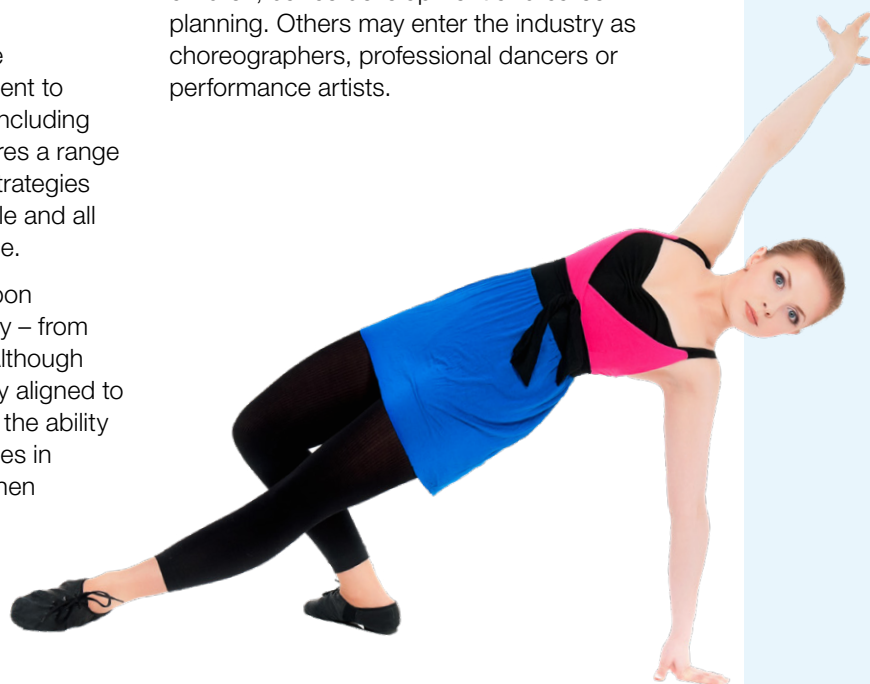 ent to
ncluding
res a range
trategies
le and all
e.
oon
y – from
although
y aligned to
the ability
es in
hen
planning. Others may enter the industry as
choreographers, professional dancers or
performance artists.